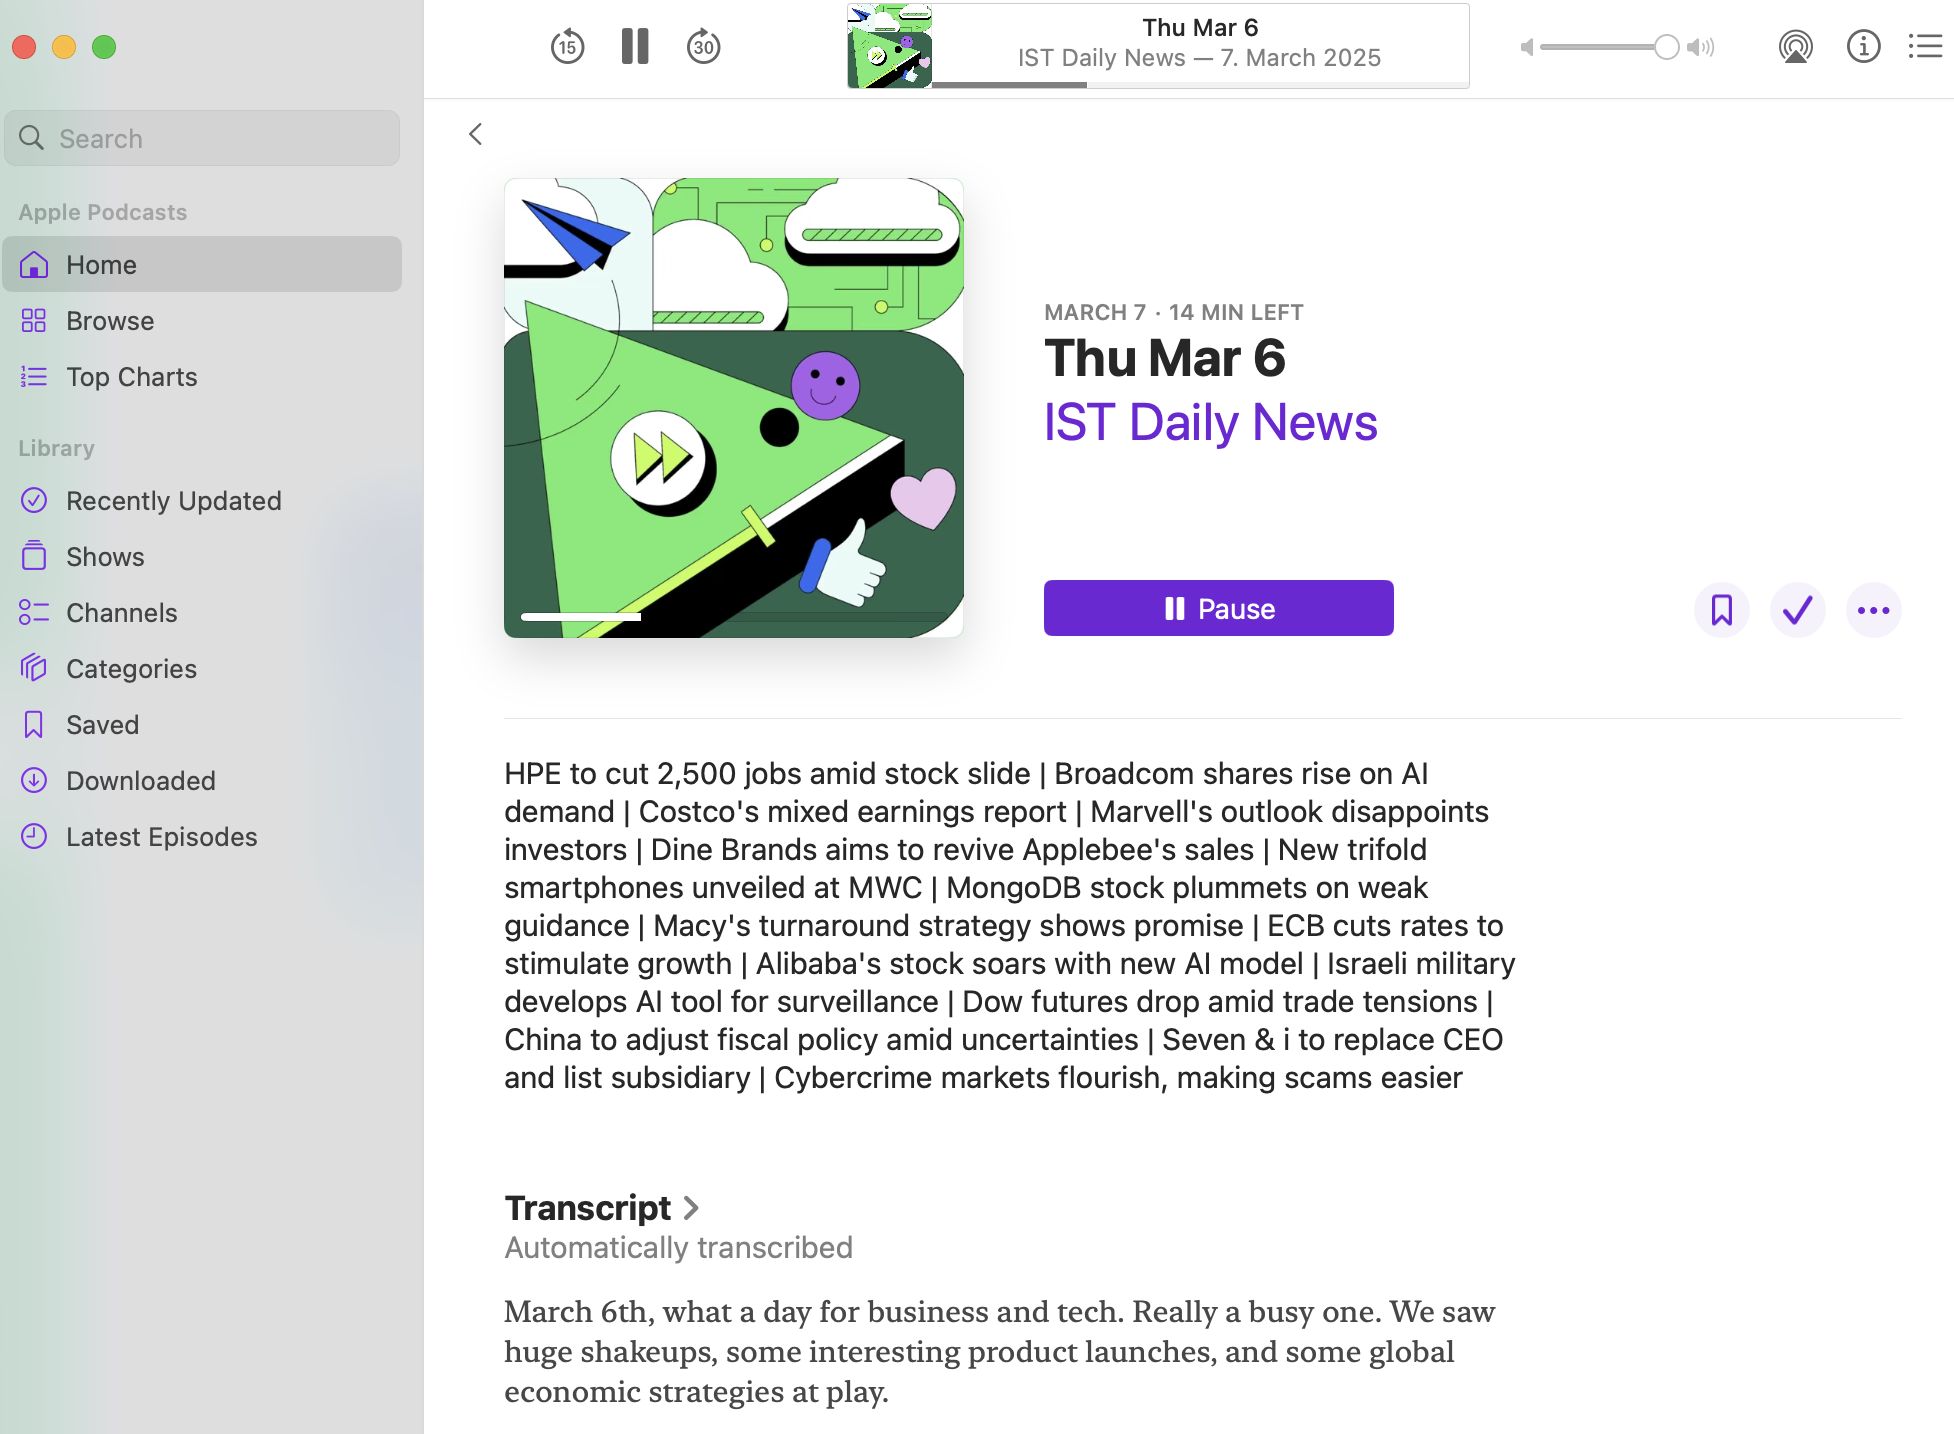 15
30
Thu Mar 6
IST Daily News — 7. March 2025
Search
Apple Podcasts
Home
Browse
Top Charts
Library
Recently Updated
Shows
Channels
Categories
Saved
Downloaded
Latest Episodes
MARCH 7 · 14 MIN LEFT
Thu Mar 6
IST Daily News
Pause
HPE to cut 2,500 jobs amid stock slide | Broadcom shares rise on AI
demand | Costco's mixed earnings report | Marvell's outlook disappoints
investors | Dine Brands aims to revive Applebee's sales | New trifold
smartphones unveiled at MWC | MongoDB stock plummets on weak
guidance | Macy's turnaround strategy shows promise | ECB cuts rates to
stimulate growth | Alibaba's stock soars with new AI model | Israeli military
develops AI tool for surveillance | Dow futures drop amid trade tensions |
China to adjust fiscal policy amid uncertainties | Seven & i to replace CEO
and list subsidiary | Cybercrime markets flourish, making scams easier
Transcript
Automatically transcribed
March 6th, what a day for business and tech. Really a busy one. We saw
huge shakeups, some interesting product launches, and some global
economic strategies at play.